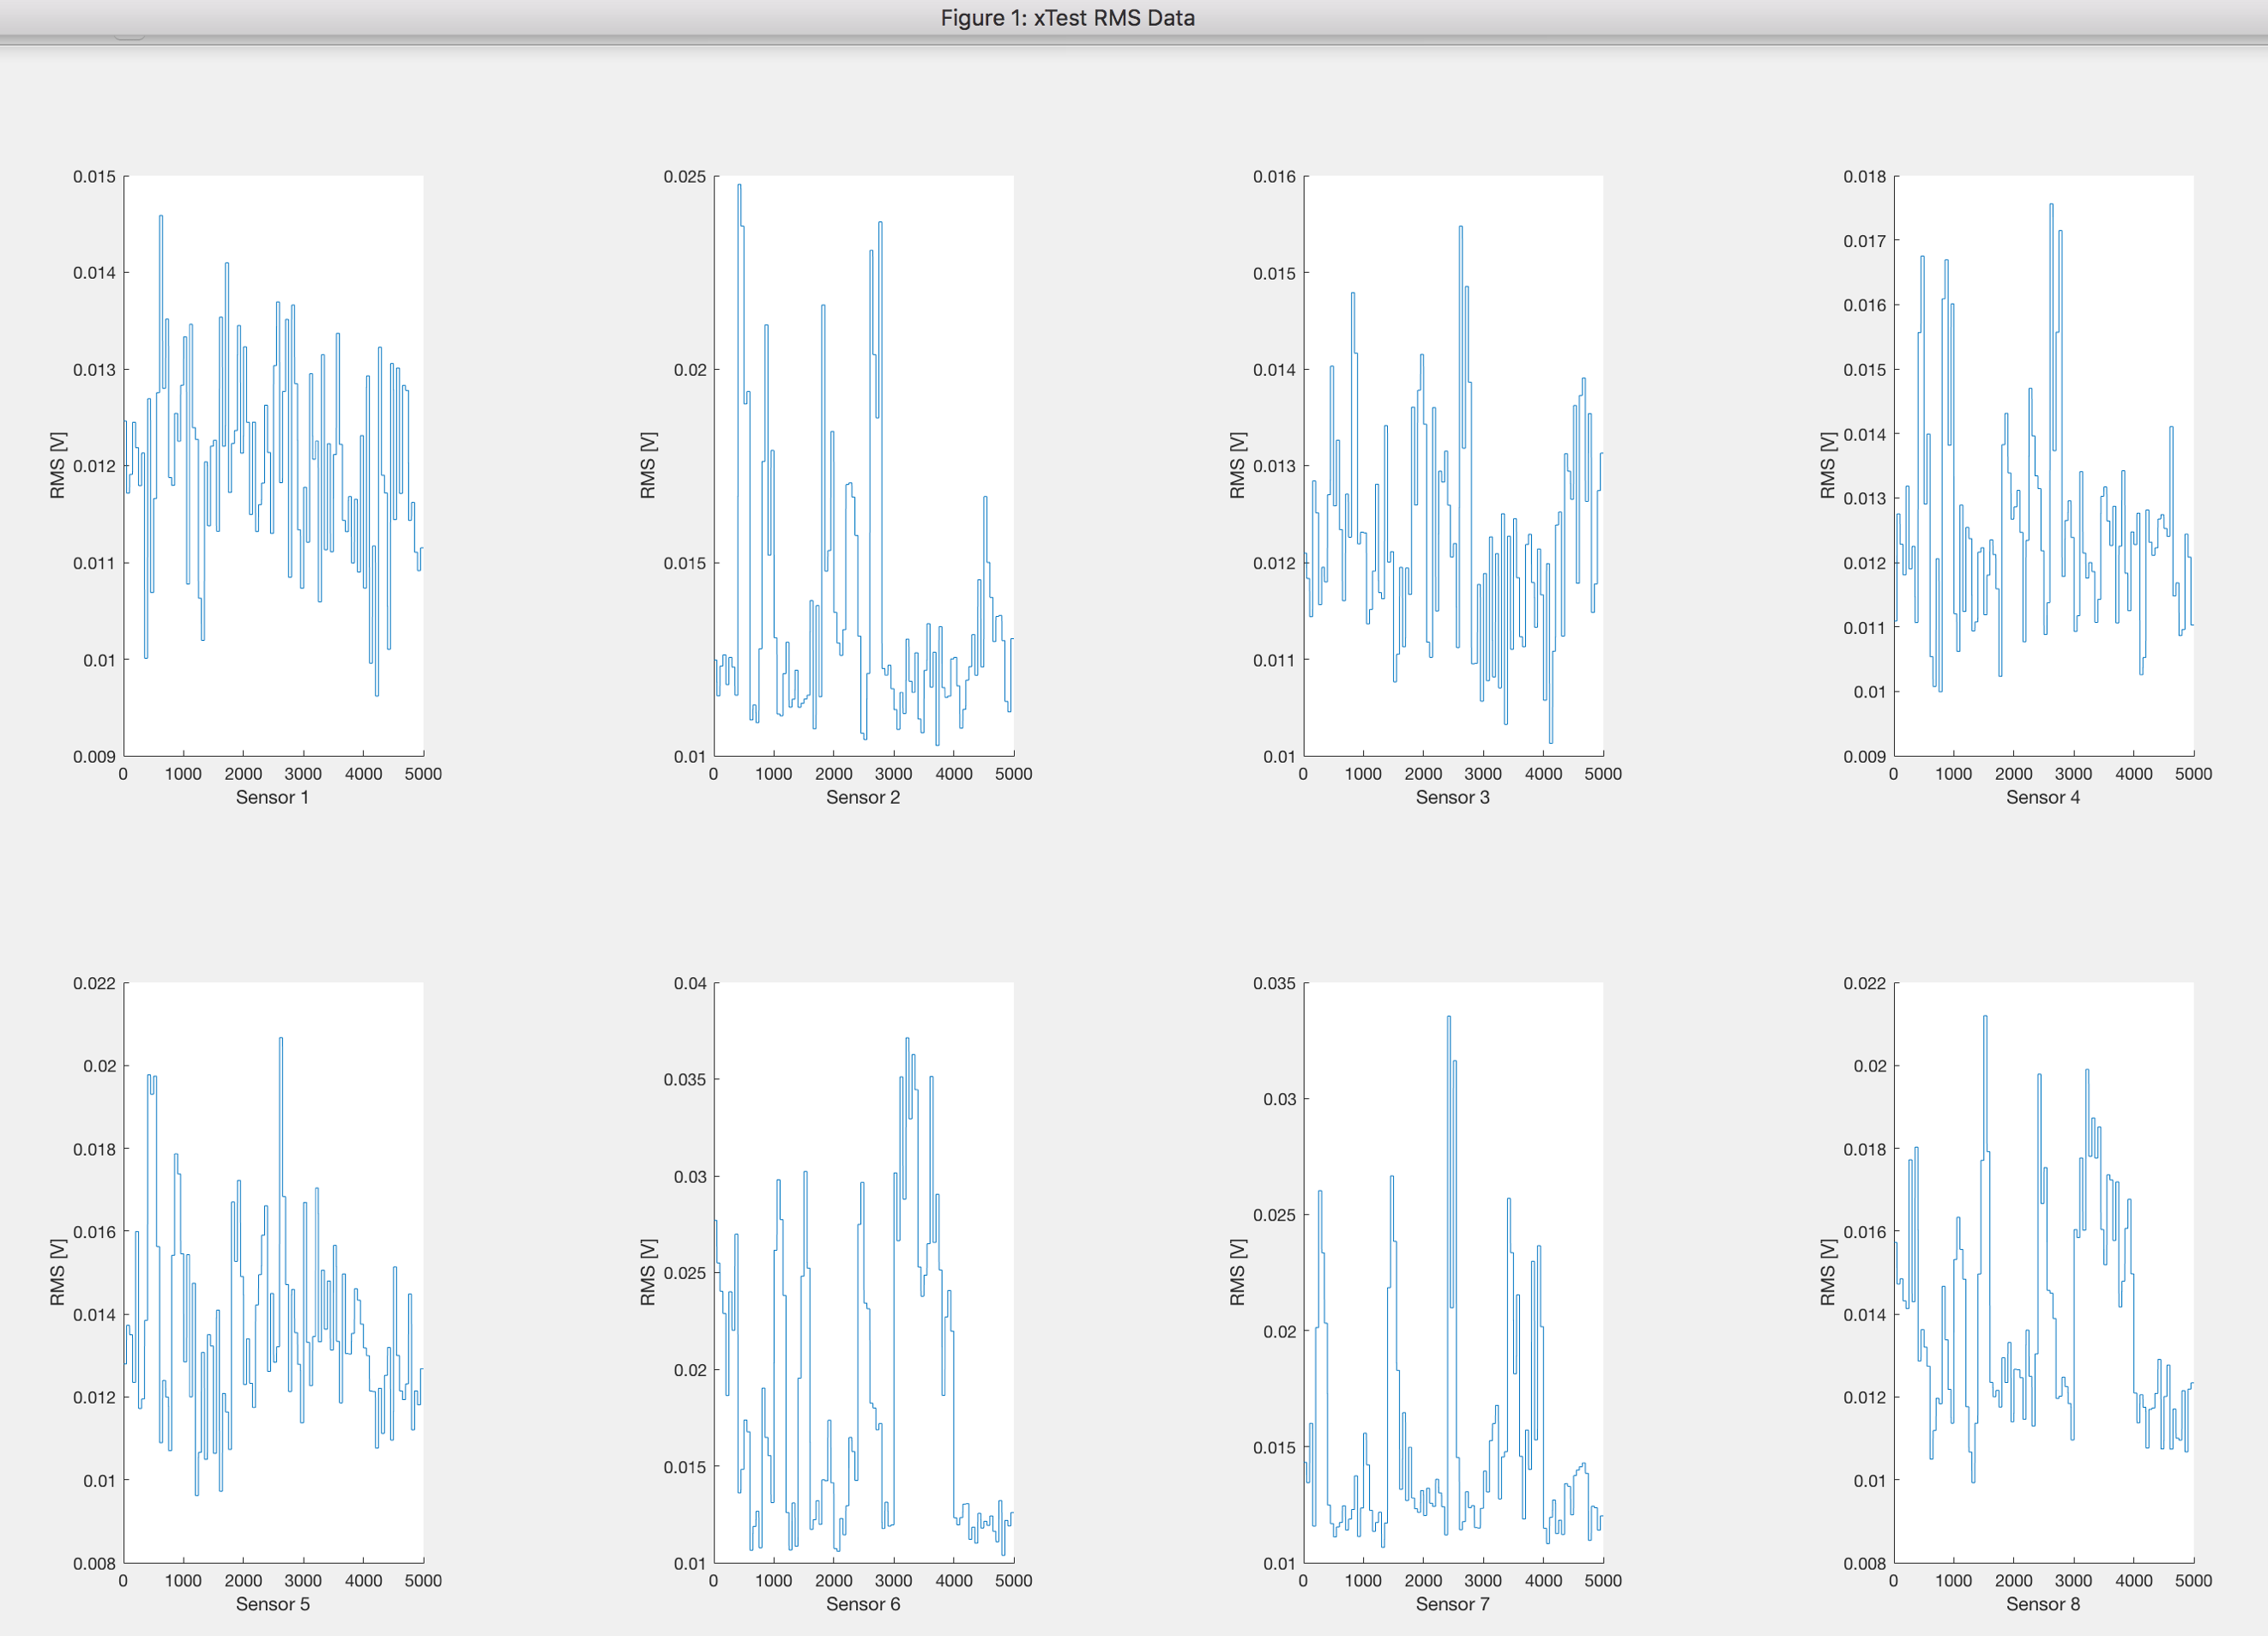 Figure 1: xTest RMS Data
0.015
0.014
0.013
0.012
0.011
0.01
0.009
RMS [V]
0 1000 2000 3000 4000 5000
Sensor 1
0.025
0.02
0.015
0.01
RMS [V]
0 1000 2000 3000 4000 5000
Sensor 2
0.016
0.015
0.014
0.013
0.012
0.011
0.01
RMS [V]
0 1000 2000 3000 4000 5000
Sensor 3
0.018
0.017
0.016
0.015
0.014
0.013
0.012
0.011
0.01
0.009
RMS [V]
0 1000 2000 3000 4000 5000
Sensor 4
0.022
0.02
0.018
0.016
0.014
0.012
0.01
0.008
RMS [V]
0 1000 2000 3000 4000 5000
Sensor 5
0.04
0.035
0.03
0.025
0.02
0.015
0.01
RMS [V]
0 1000 2000 3000 4000 5000
Sensor 6
0.035
0.03
0.025
0.02
0.015
0.01
RMS [V]
0 1000 2000 3000 4000 5000
Sensor 7
0.022
0.02
0.018
0.016
0.014
0.012
0.01
0.008
RMS [V]
0 1000 2000 3000 4000 5000
Sensor 8